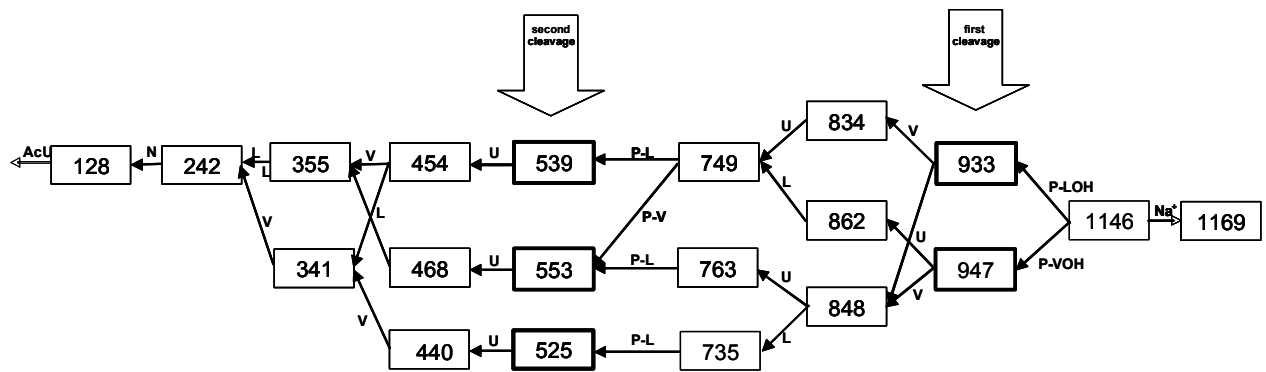 second
cleavage
first
cleavage
U
834
V
AcU
128
N
242
L
L
355
V
454
U
539
P-L
749
933
P-LOH
L
P-V
L
862
U
1146
Na+
1169
V
341
468
U
553
P-L
763
U
947
P-VOH
V
848
V
440
U
525
P-L
735
L